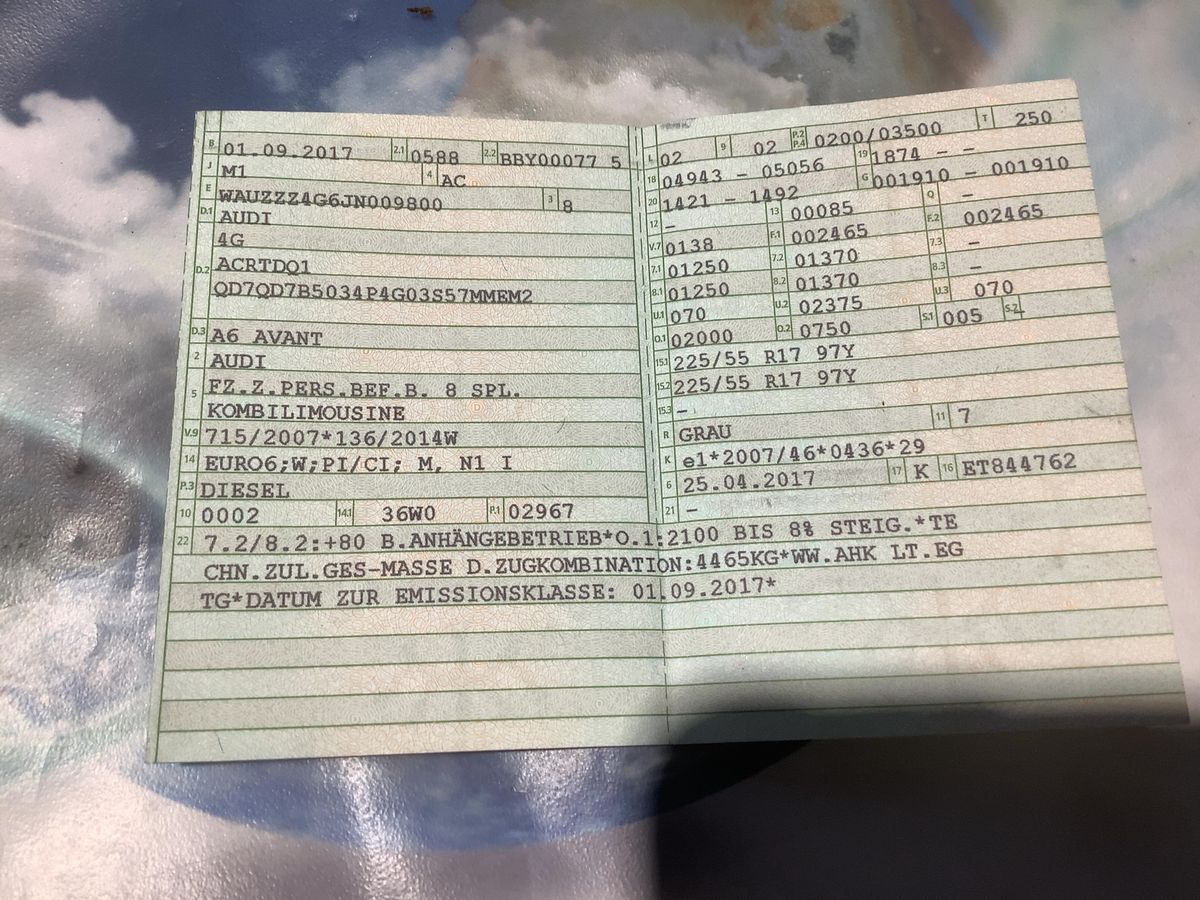 B 01.09.2017 2.1 0588 2.2 BBY00077 5
J M1 4 AC
E WAUZZZ4G6JN009800 3 8
D.1 AUDI
4G
D.2 ACRTDQ1
QD7QD7B5034P4G03S57MMEM2
D.3 A6 AVANT
2 AUDI
5 FZ.Z.PERS.BEF.B. 8 SPL.
KOMBILIMOUSINE
V.9 715/2007*136/2014W
14 EURO6;W;PI/CI; M, N1 I
P.3 DIESEL
10 0002 14.1 36W0 P.1 02967
L 02 9 02 P.2 P.4 0200/03500 T 250
18 04943 - 05056 19 1874 - -
20 1421 - 1492 G 001910 - 001910
12 - 13 00085 Q -
V.7 0138 F.1 002465 F.2 002465
7.1 01250 7.2 01370 7.3 -
8.1 01250 8.2 01370 8.3 -
U.1 070 U.2 02375 U.3 070
O.1 02000 O.2 0750 S.1 005 S.2 -
15.1 225/55 R17 97Y
15.2 225/55 R17 97Y
15.3 -
R GRAU 11 7
K e1*2007/46*0436*29
6 25.04.2017 17 K 16 ET844762
21 -
22 7.2/8.2:+80 B.ANHÄNGEBETRIEB*O.1:2100 BIS 8% STEIG.*TE
CHN.ZUL.GES-MASSE D.ZUGKOMBINATION:4465KG*WW.AHK LT.EG
TG*DATUM ZUR EMISSIONSKLASSE: 01.09.2017*